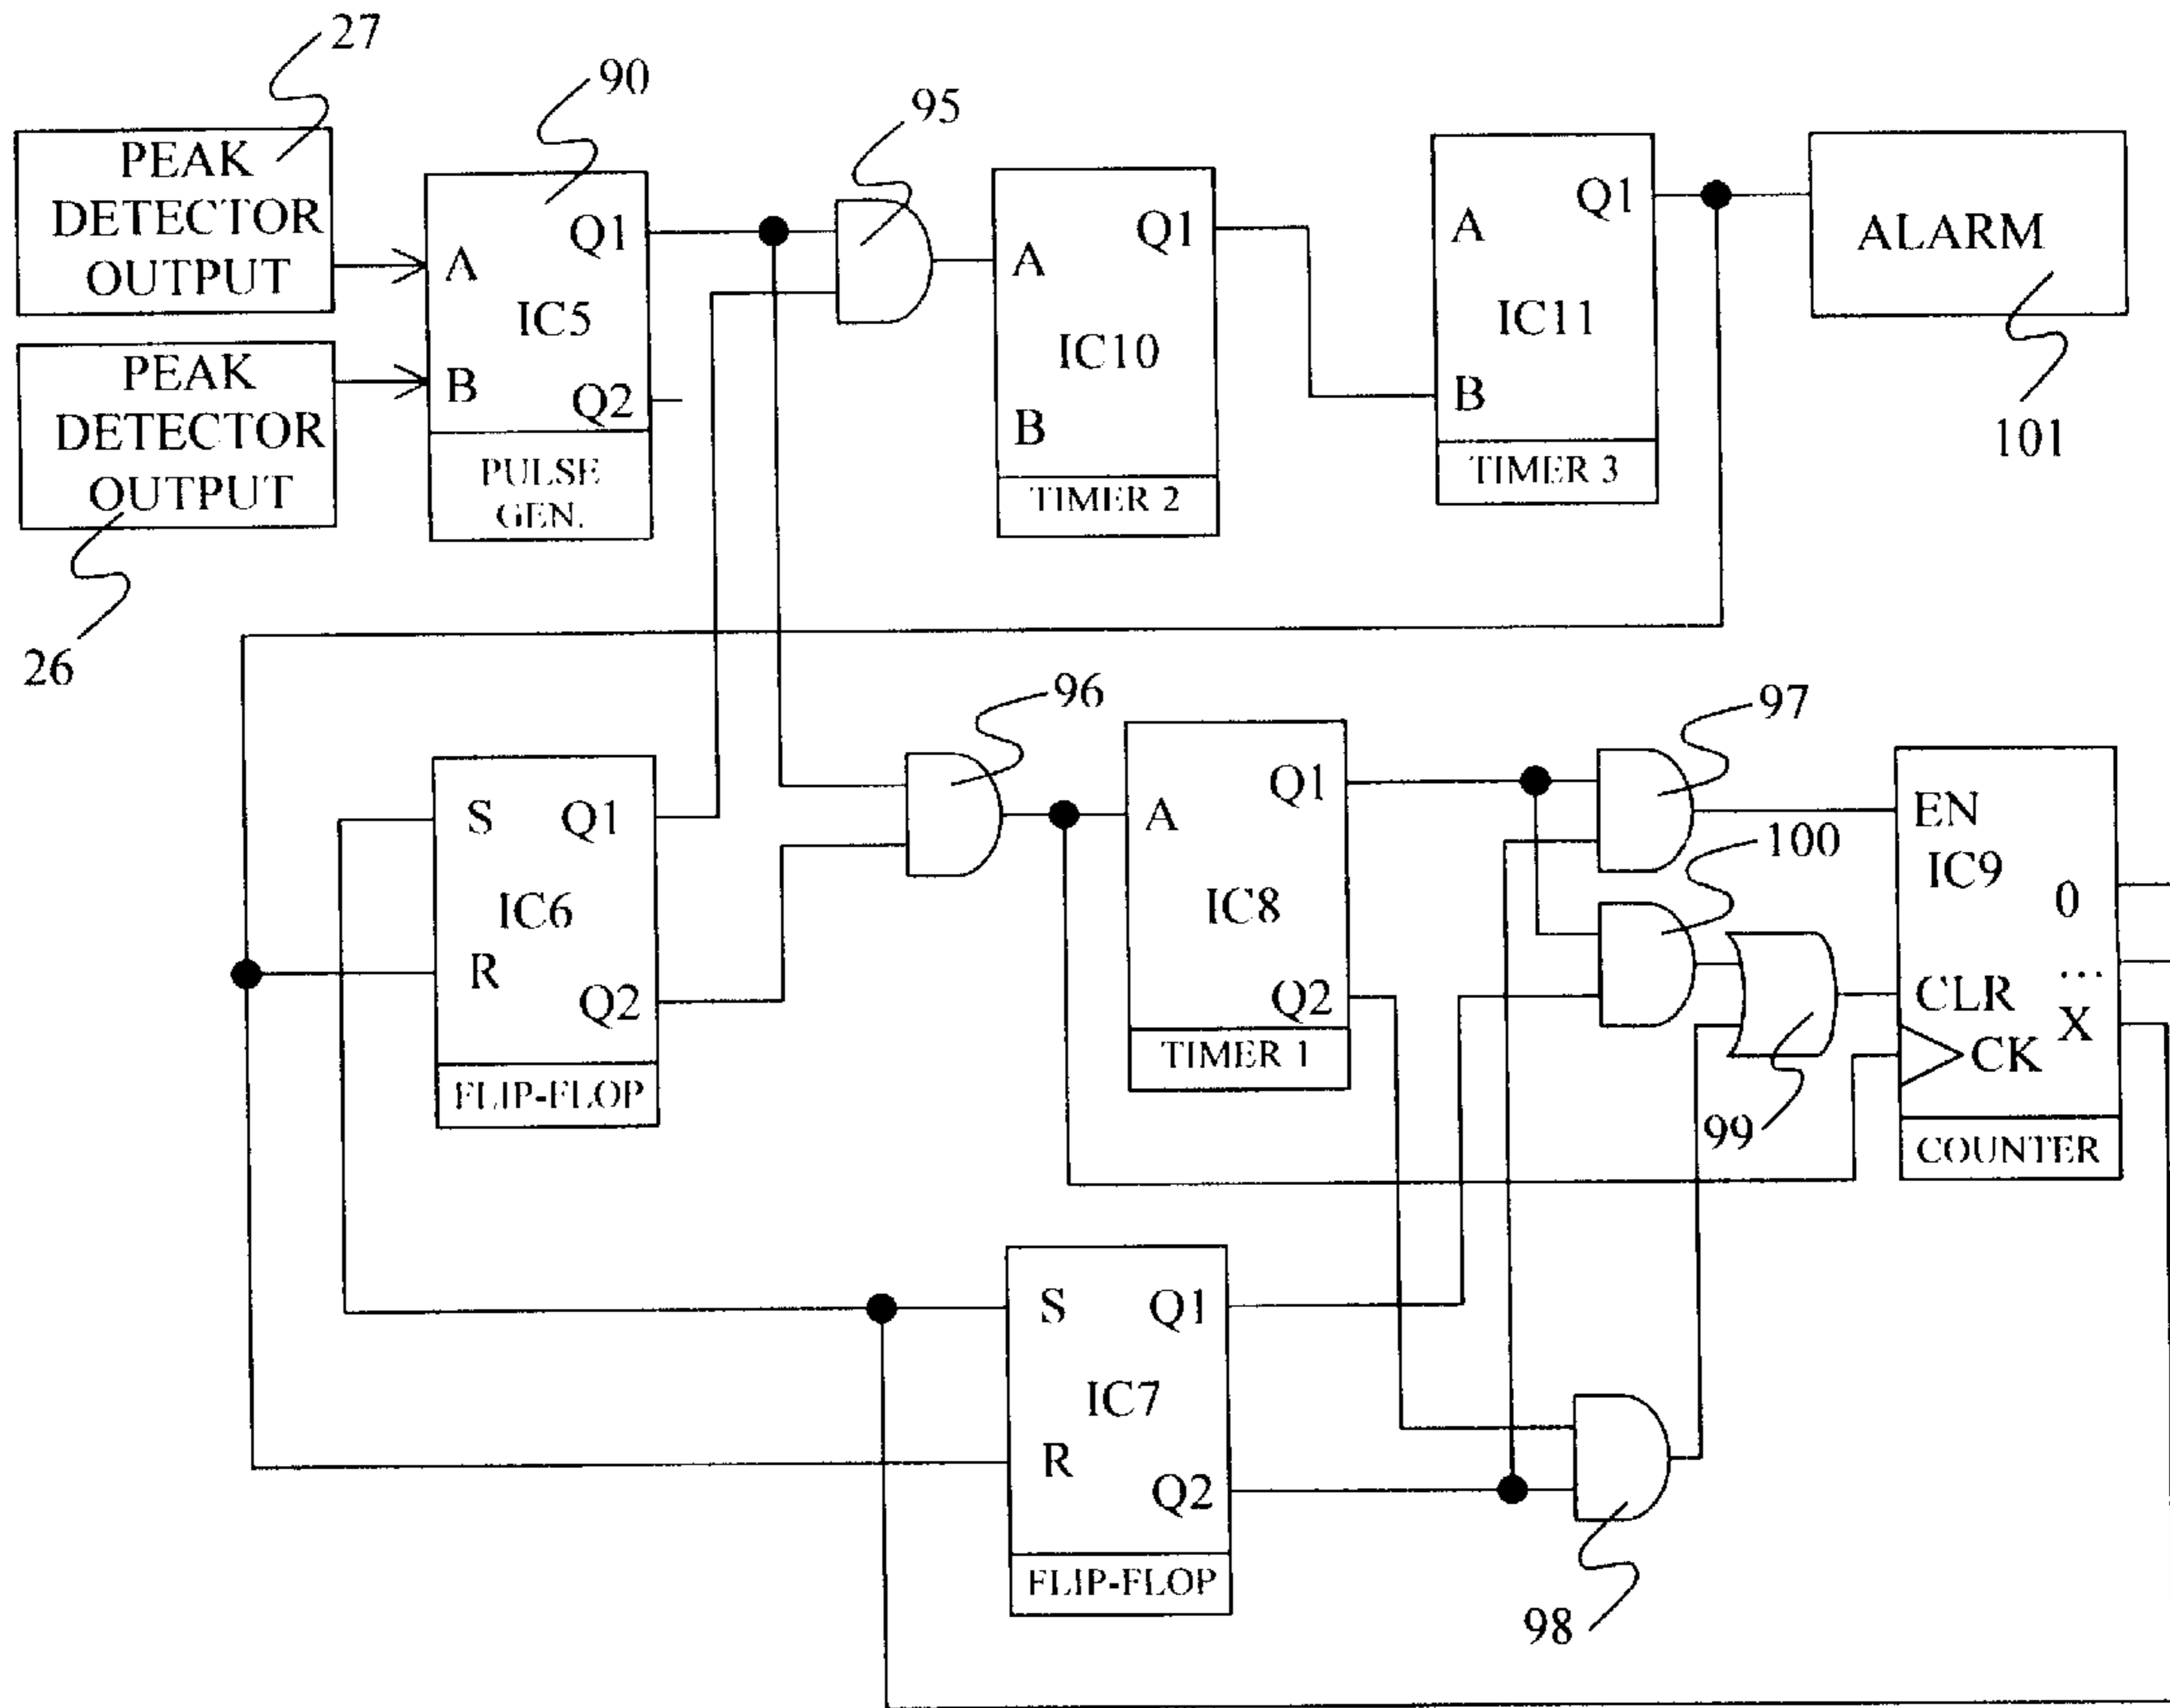 27
90
95
PEAK
DETECTOR
OUTPUT
A
Q1
IC5
B
Q2
PULSE
GEN.
A
Q1
IC10
B
TIMER 2
A
Q1
IC11
B
TIMER 3
ALARM
101
PEAK
DETECTOR
OUTPUT
26
96
97
S
Q1
IC6
R
Q2
FLIP-FLOP
A
Q1
IC8
Q2
TIMER 1
100
EN
IC9
0
...
CLR
X
CK
99
COUNTER
S
Q1
IC7
R
Q2
FLIP-FLOP
98